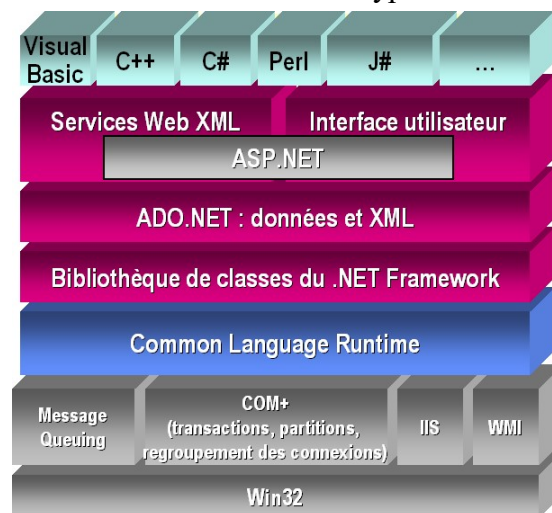 Visual
Basic
C++
C#
Perl
J#
...
Services Web XML
Interface utilisateur
ASP.NET
ADO.NET : données et XML
Bibliothèque de classes du .NET Framework
Common Language Runtime
Message
Queuing
COM+
(transactions, partitions,
regroupement des connexions)
IIS
WMI
Win32